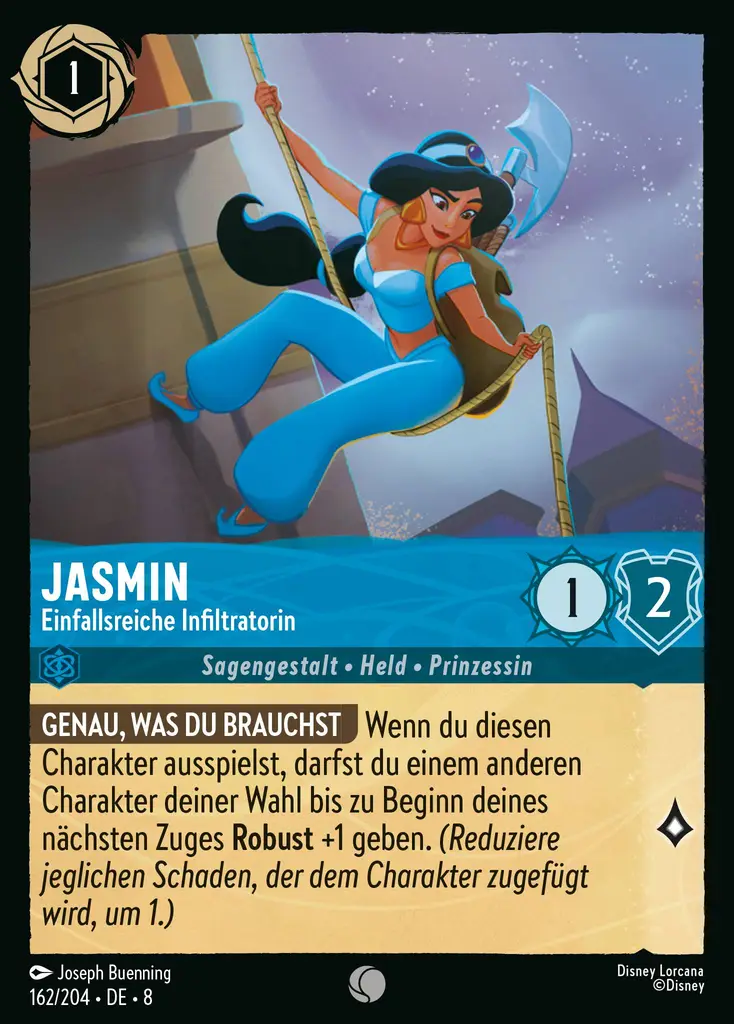 1
JASMIN
Einfallsreiche Infiltratorin
1
2
Sagengestalt • Held • Prinzessin
GENAU, WAS DU BRAUCHST Wenn du diesen
Charakter ausspielst, darfst du einem anderen
Charakter deiner Wahl bis zu Beginn deines
nächsten Zuges Robust +1 geben. (Reduziere
jeglichen Schaden, der dem Charakter zugefügt
wird, um 1.)
Joseph Buenning
162/204 • DE • 8
Disney Lorcana
©Disney